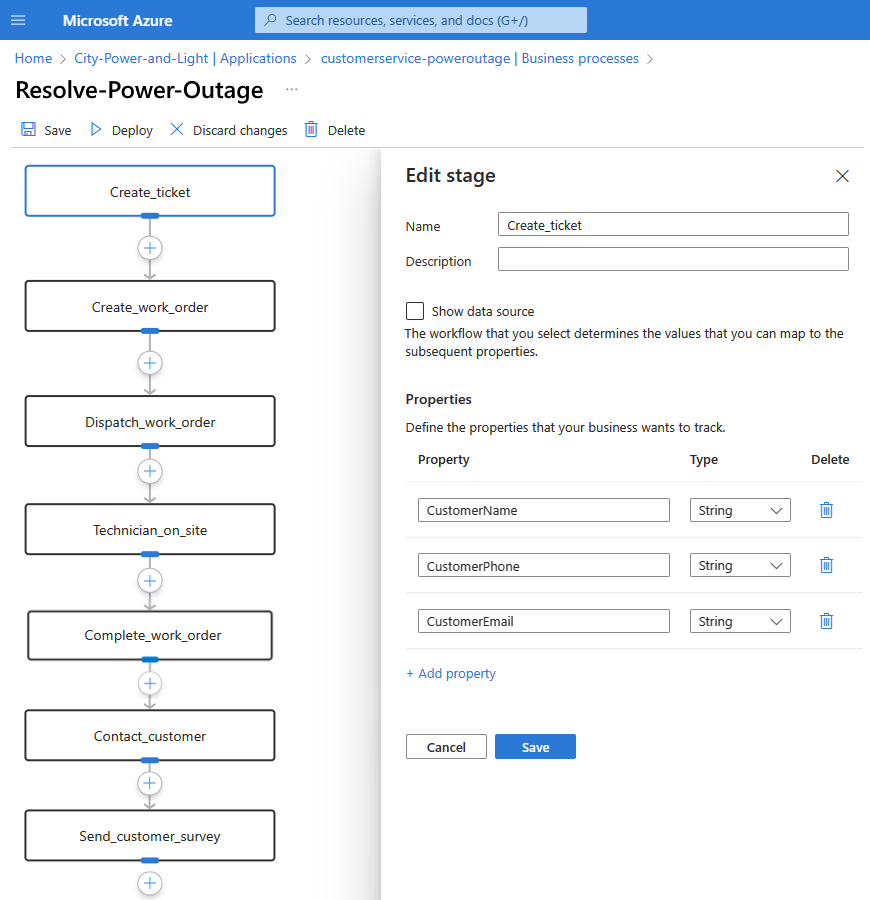 Microsoft Azure
Search resources, services, and docs (G+/)
Home > City-Power-and-Light | Applications > customerservice-poweroutage | Business processes >
Resolve-Power-Outage ...
Save Deploy Discard changes Delete
Create_ticket
Create_work_order
Dispatch_work_order
Technician_on_site
Complete_work_order
Contact_customer
Send_customer_survey
Edit stage
Name Create_ticket
Description
Show data source
The workflow that you select determines the values that you can map to the
subsequent properties.
Properties
Define the properties that your business wants to track.
Property Type Delete
CustomerName String
CustomerPhone String
CustomerEmail String
+ Add property
Cancel Save